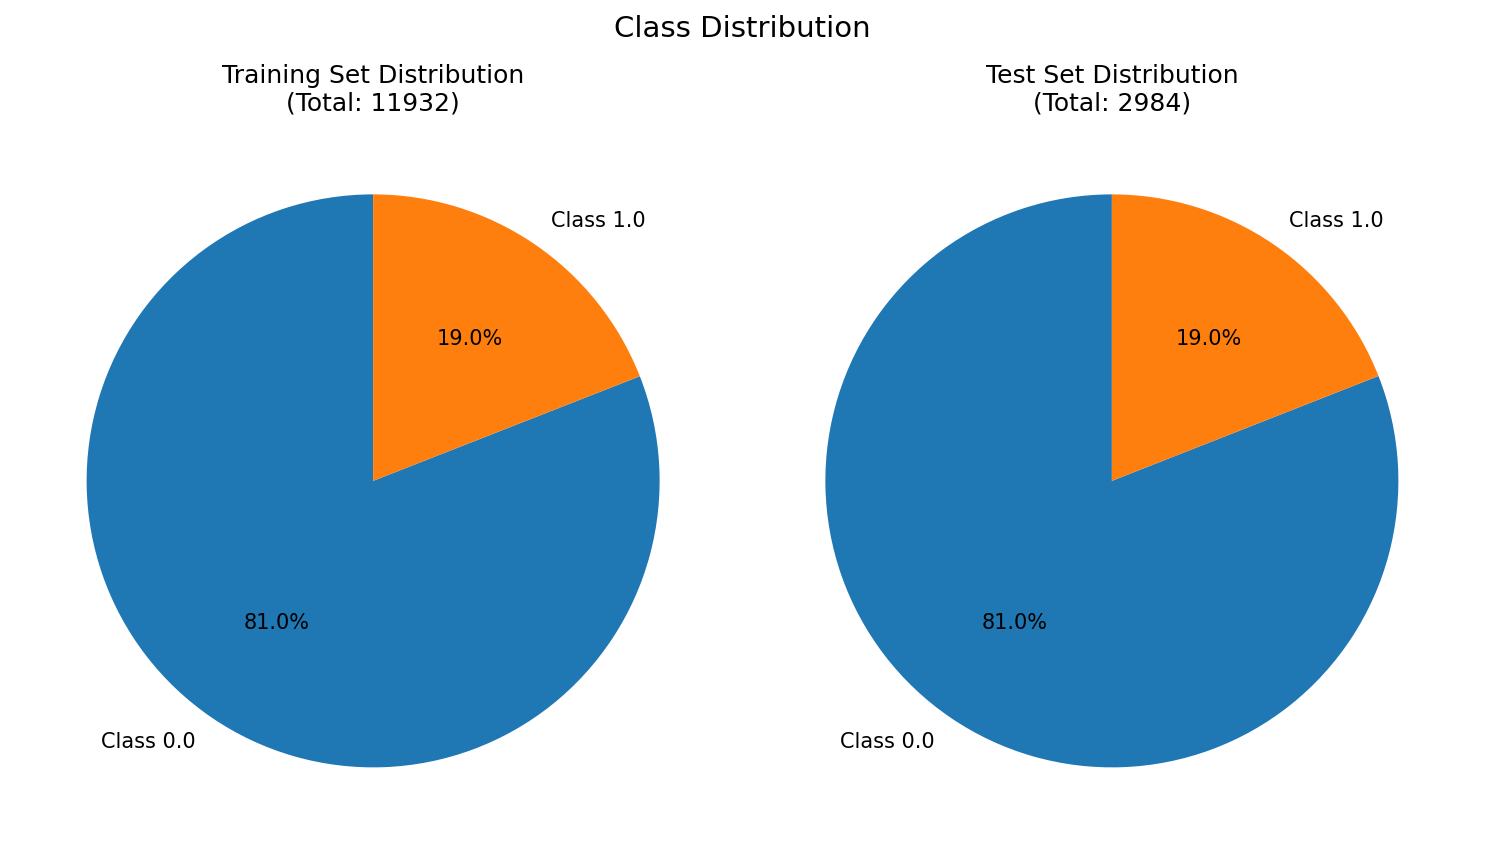 Class Distribution
Training Set Distribution
(Total: 11932)
Class 1.0
19.0%
81.0%
Class 0.0
Test Set Distribution
(Total: 2984)
Class 1.0
19.0%
81.0%
Class 0.0